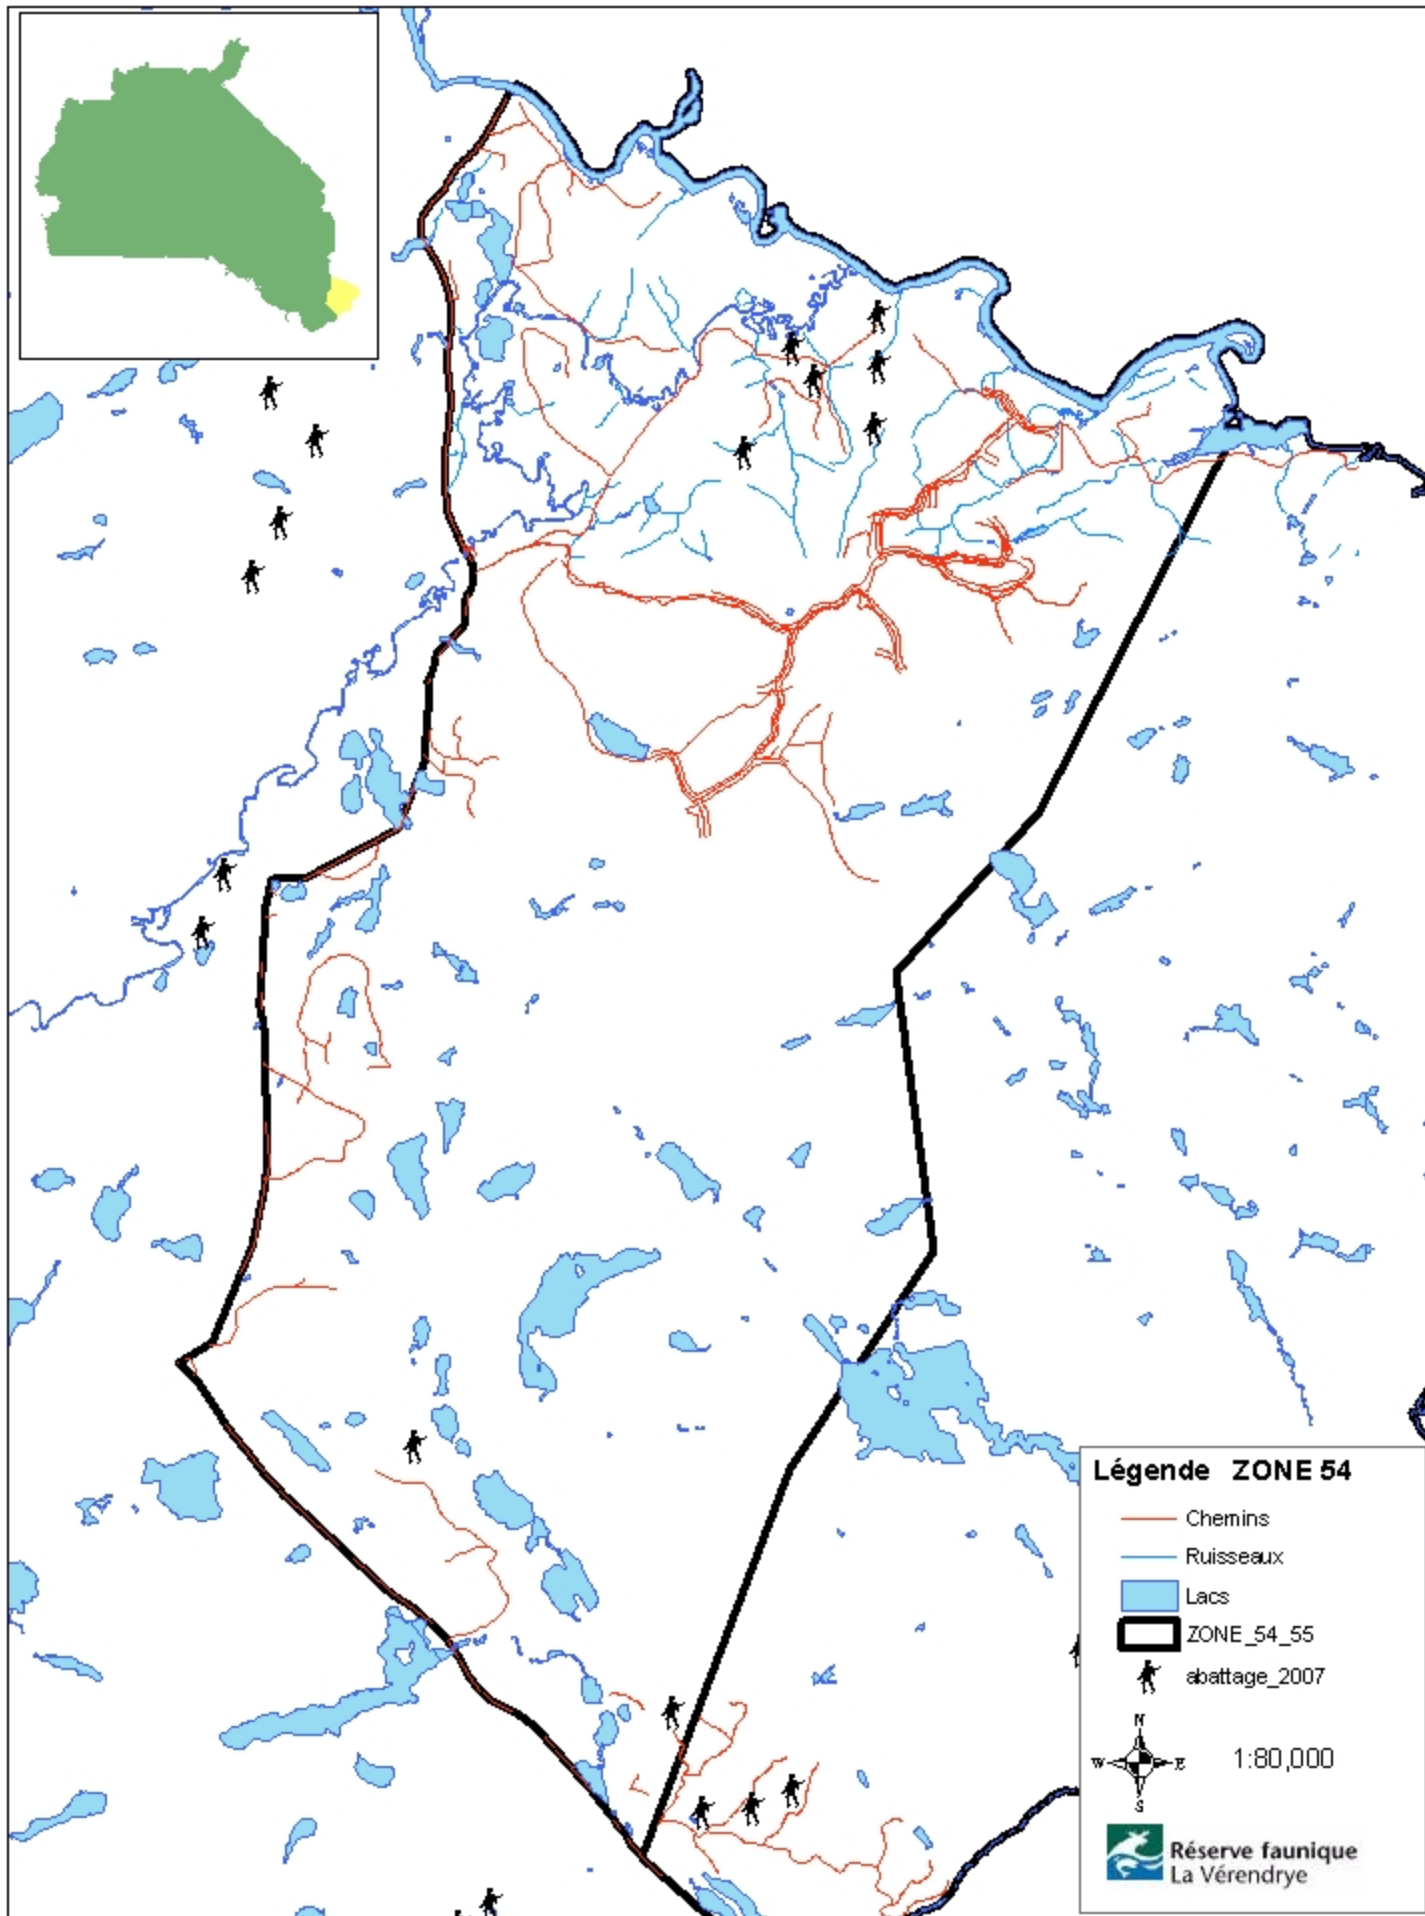 Légende ZONE 54
Chemins
Ruisseaux
Lacs
ZONE_54_55
abattage_2007
N
W E
S
1:80,000
Réserve faunique
La Vérendrye